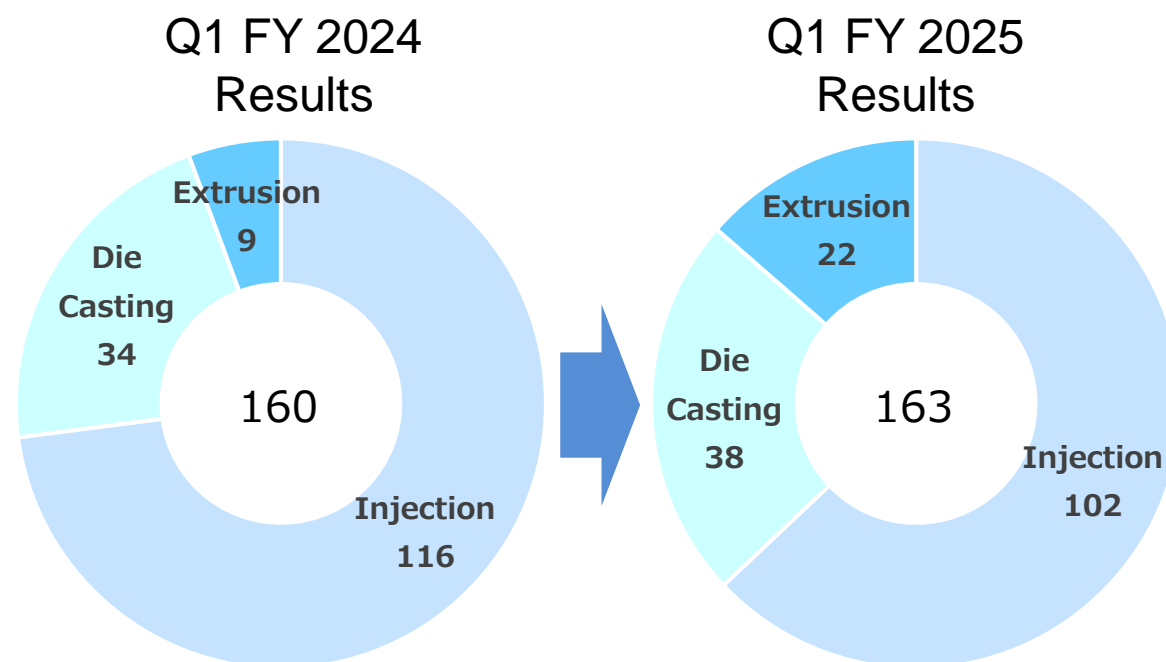 Q1 FY 2024
Results
Extrusion
9
Die
Casting
34
160
Injection
116
Q1 FY 2025
Results
Extrusion
22
Die
Casting
38
163
Injection
102